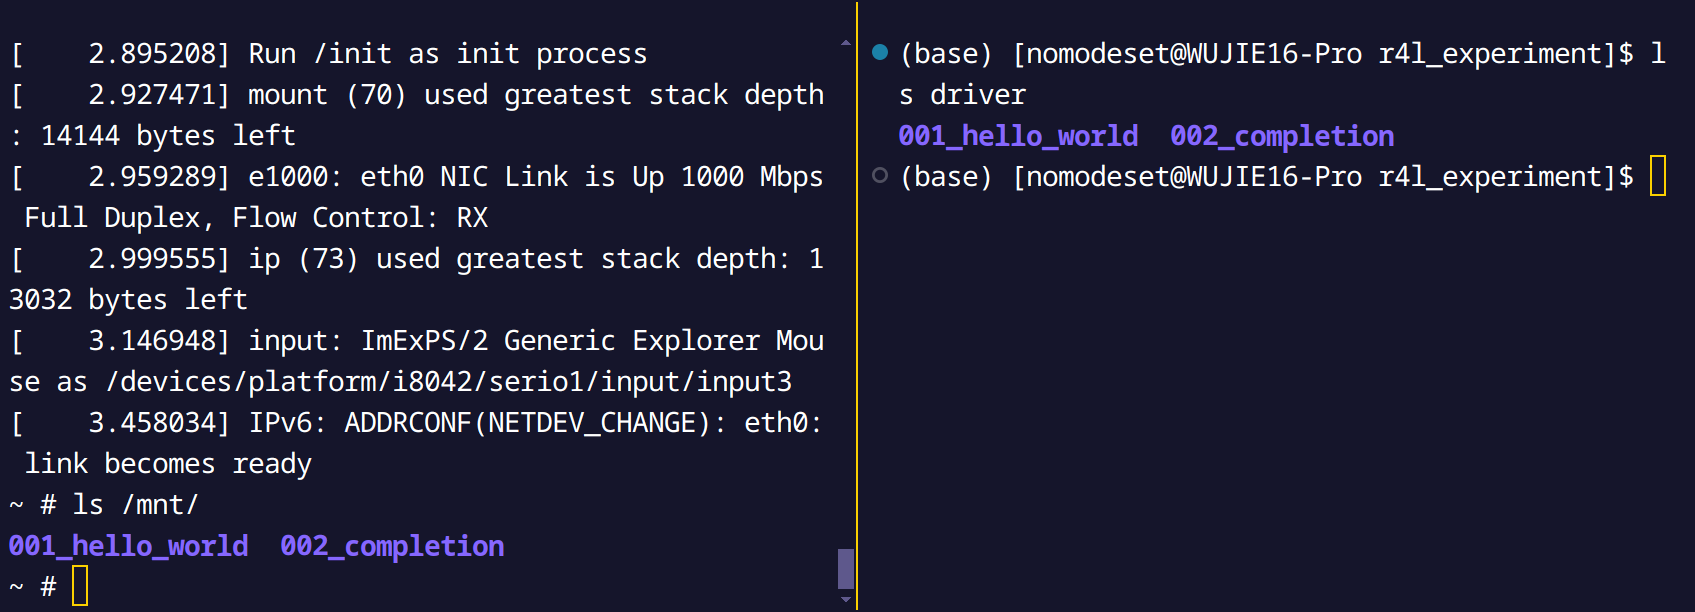 [    2.895208] Run /init as init process
[    2.927471] mount (70) used greatest stack depth
: 14144 bytes left
[    2.959289] e1000: eth0 NIC Link is Up 1000 Mbps
 Full Duplex, Flow Control: RX
[    2.999555] ip (73) used greatest stack depth: 1
3032 bytes left
[    3.146948] input: ImExPS/2 Generic Explorer Mou
se as /devices/platform/i8042/serio1/input/input3
[    3.458034] IPv6: ADDRCONF(NETDEV_CHANGE): eth0:
 link becomes ready
~ # ls /mnt/
001_hello_world  002_completion
~ #
(base) [nomodeset@WUJIE16-Pro r4l_experiment]$ l
s driver
001_hello_world  002_completion
(base) [nomodeset@WUJIE16-Pro r4l_experiment]$